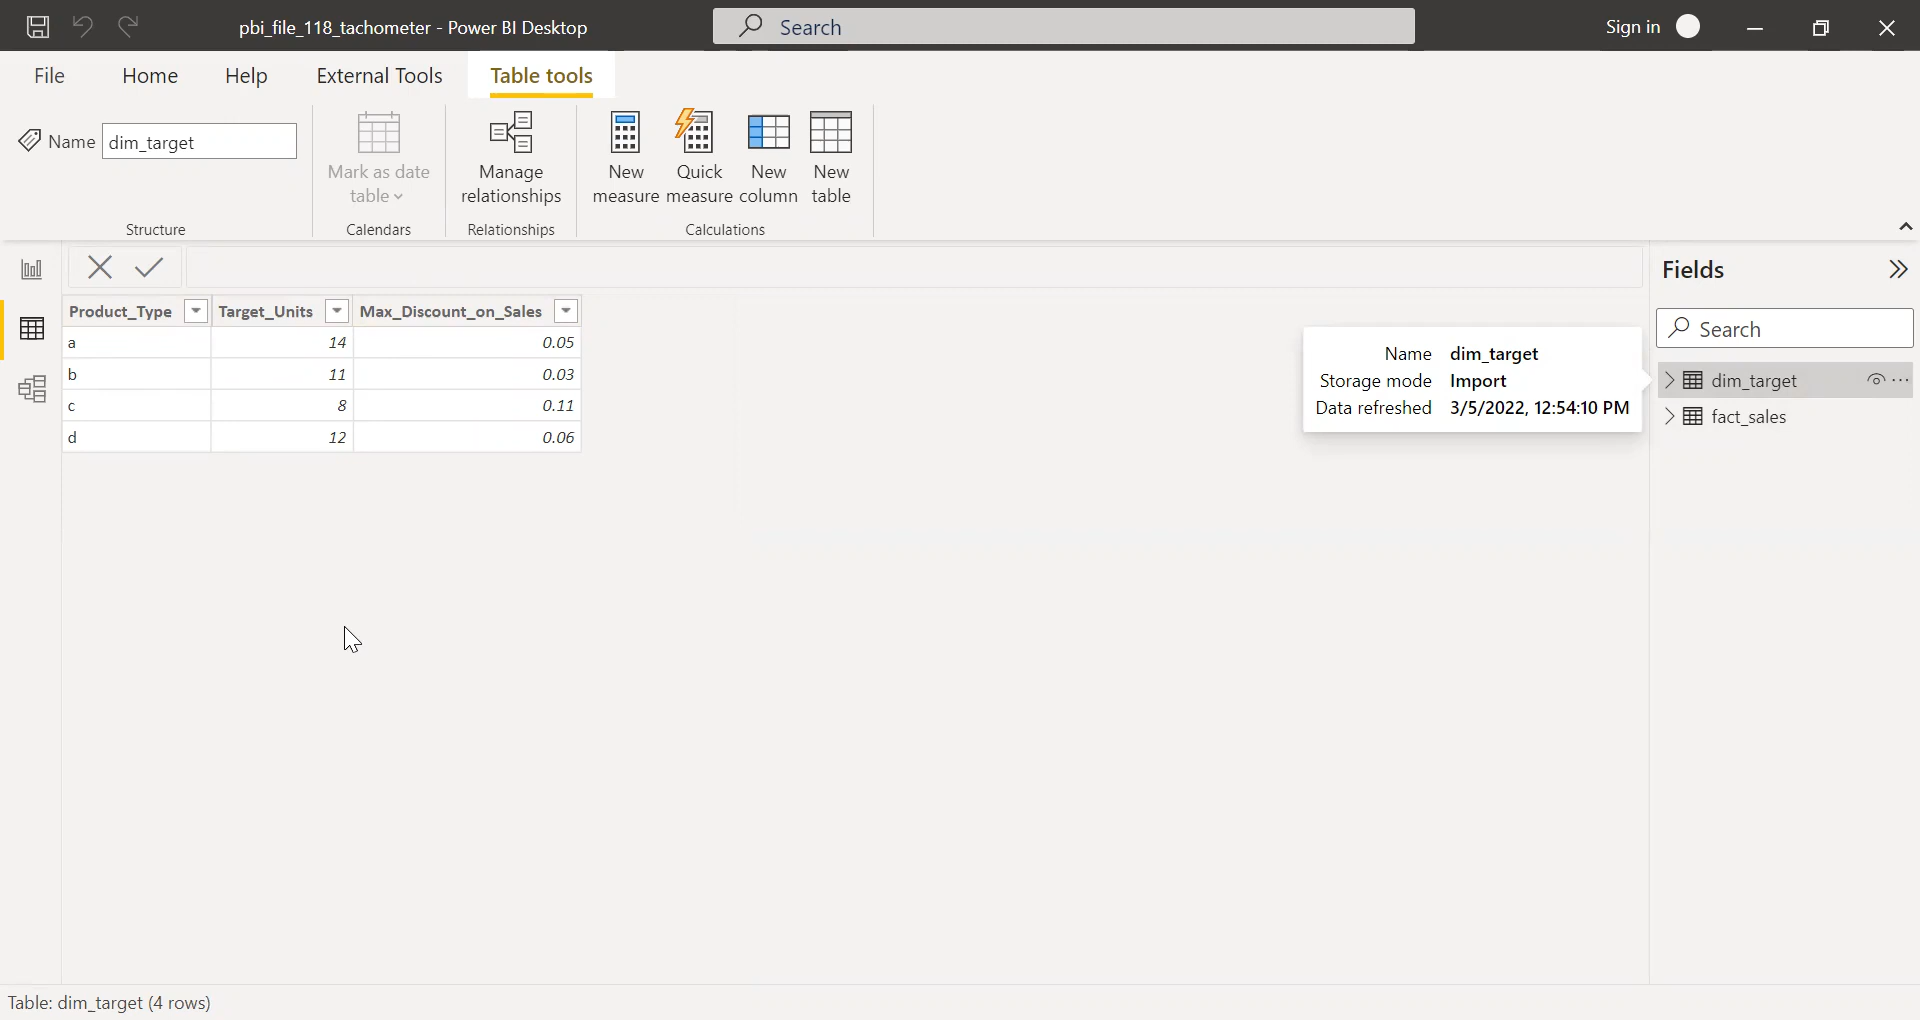 pbi_file_118_tachometer - Power BI Desktop
Search
Sign in
File Home Help External Tools Table tools
Name dim_target
Mark as date
table
Manage
relationships
New
measure
Quick
measure
New
column
New
table
Structure Calendars Relationships Calculations
Fields
Search
dim_target
fact_sales
Product_Type Target_Units Max_Discount_on_Sales
a 14 0.05
b 11 0.03
c 8 0.11
d 12 0.06
Name dim_target
Storage mode Import
Data refreshed 3/5/2022, 12:54:10 PM
Table: dim_target (4 rows)